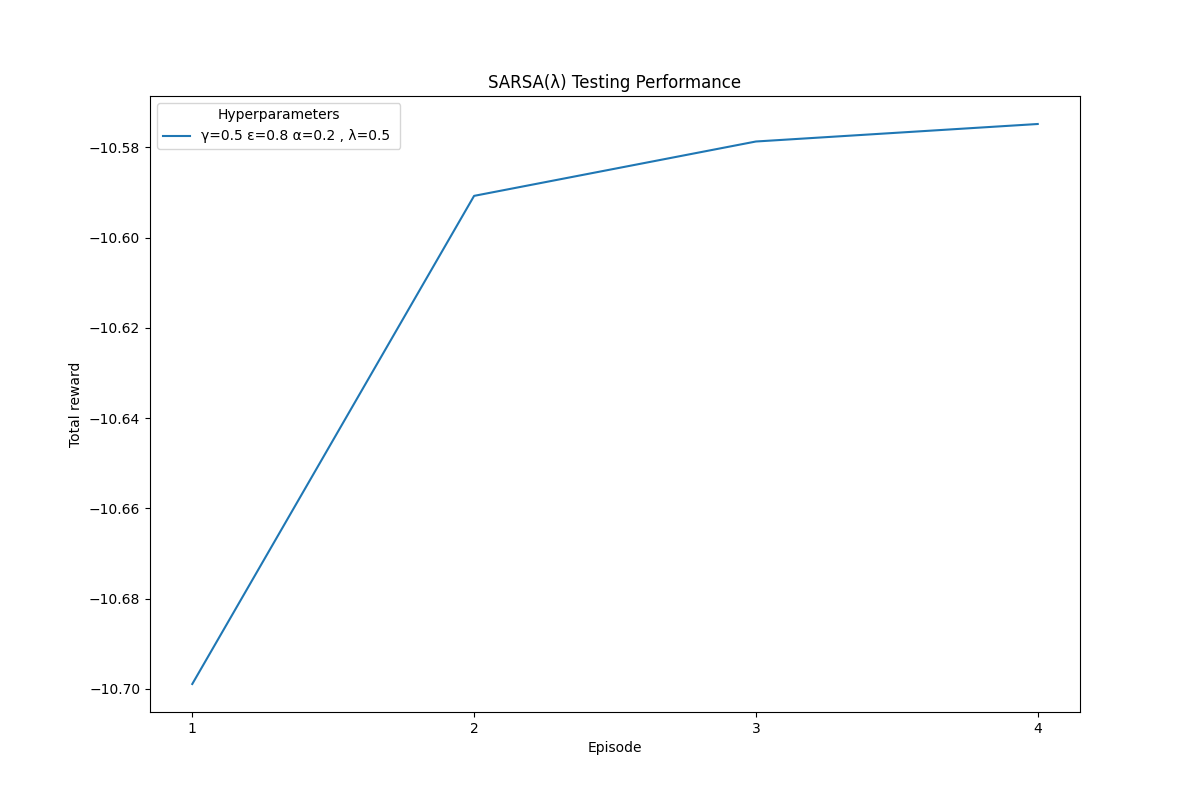 SARSA(λ) Testing Performance
Hyperparameters
γ=0.5 ε=0.8 α=0.2 , λ=0.5
Total reward
−10.58
−10.60
−10.62
−10.64
−10.66
−10.68
−10.70
1 2 3 4
Episode